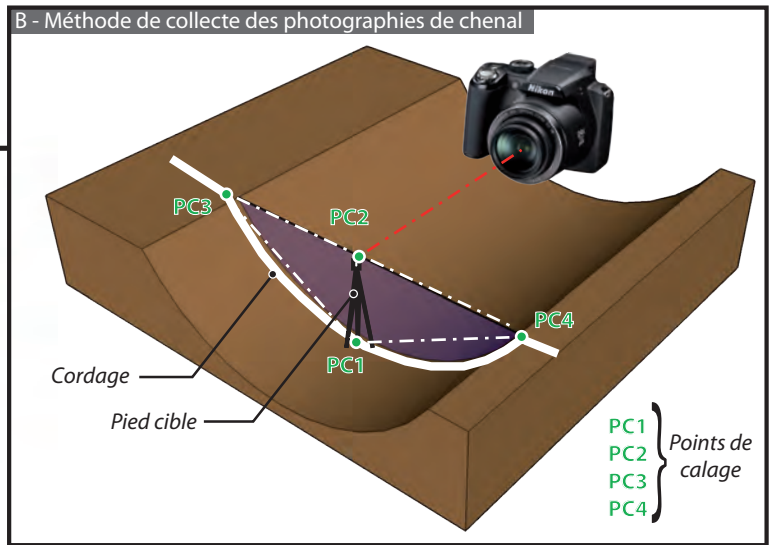 B - Méthode de collecte des photographies de chenal
Nikon
PC3
PC2
PC4
PC1
Cordage
Pied cible
PC1
PC2
PC3
PC4
Points de
calage